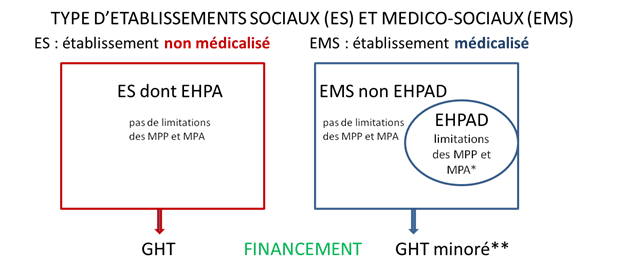 TYPE D’ETABLISSEMENTS SOCIAUX (ES) ET MEDICO-SOCIAUX (EMS)
ES : établissement non médicalisé
EMS : établissement médicalisé
ES dont EHPA
pas de limitations
des MPP et MPA
EMS non EHPAD
pas de limitations
des MPP et MPA
EHPAD
limitations
des MPP et
MPA*
GHT
FINANCEMENT
GHT minoré**